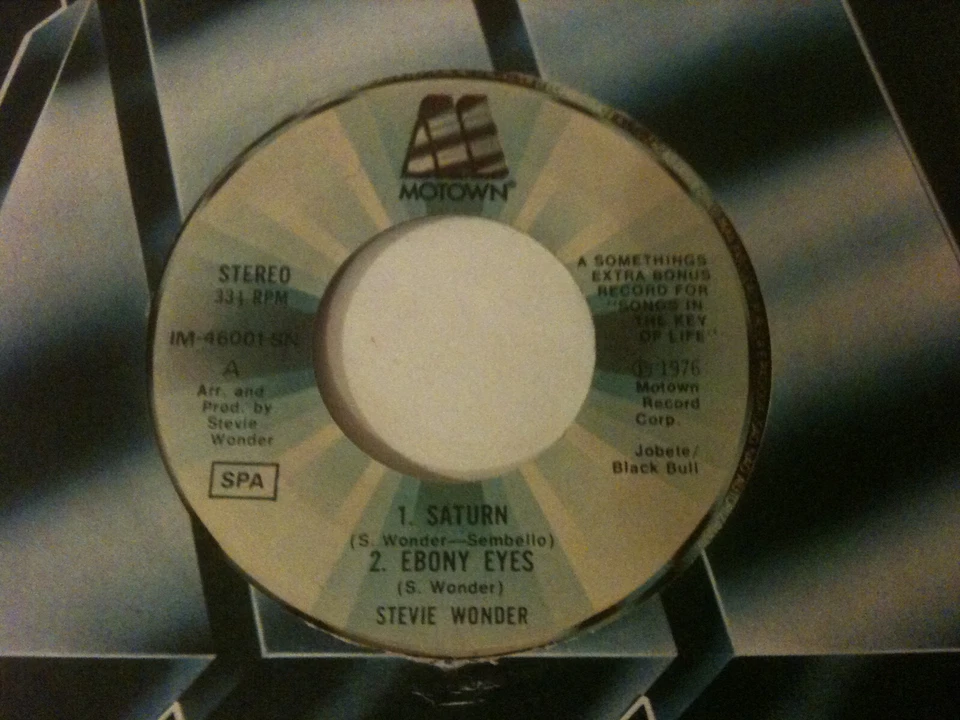 MOTOWN®
STEREO
33⅓ RPM
IM-46001-SN
A
Arr. and
Prod. by
Stevie
Wonder
SPA
A SOMETHINGS
EXTRA BONUS
RECORD FOR
"SONGS IN
THE KEY
OF LIFE"
Ⓟ 1976
Motown
Record
Corp.
Jobete/
Black Bull
1. SATURN
(S. Wonder—Sembello)
2. EBONY EYES
(S. Wonder)
STEVIE WONDER